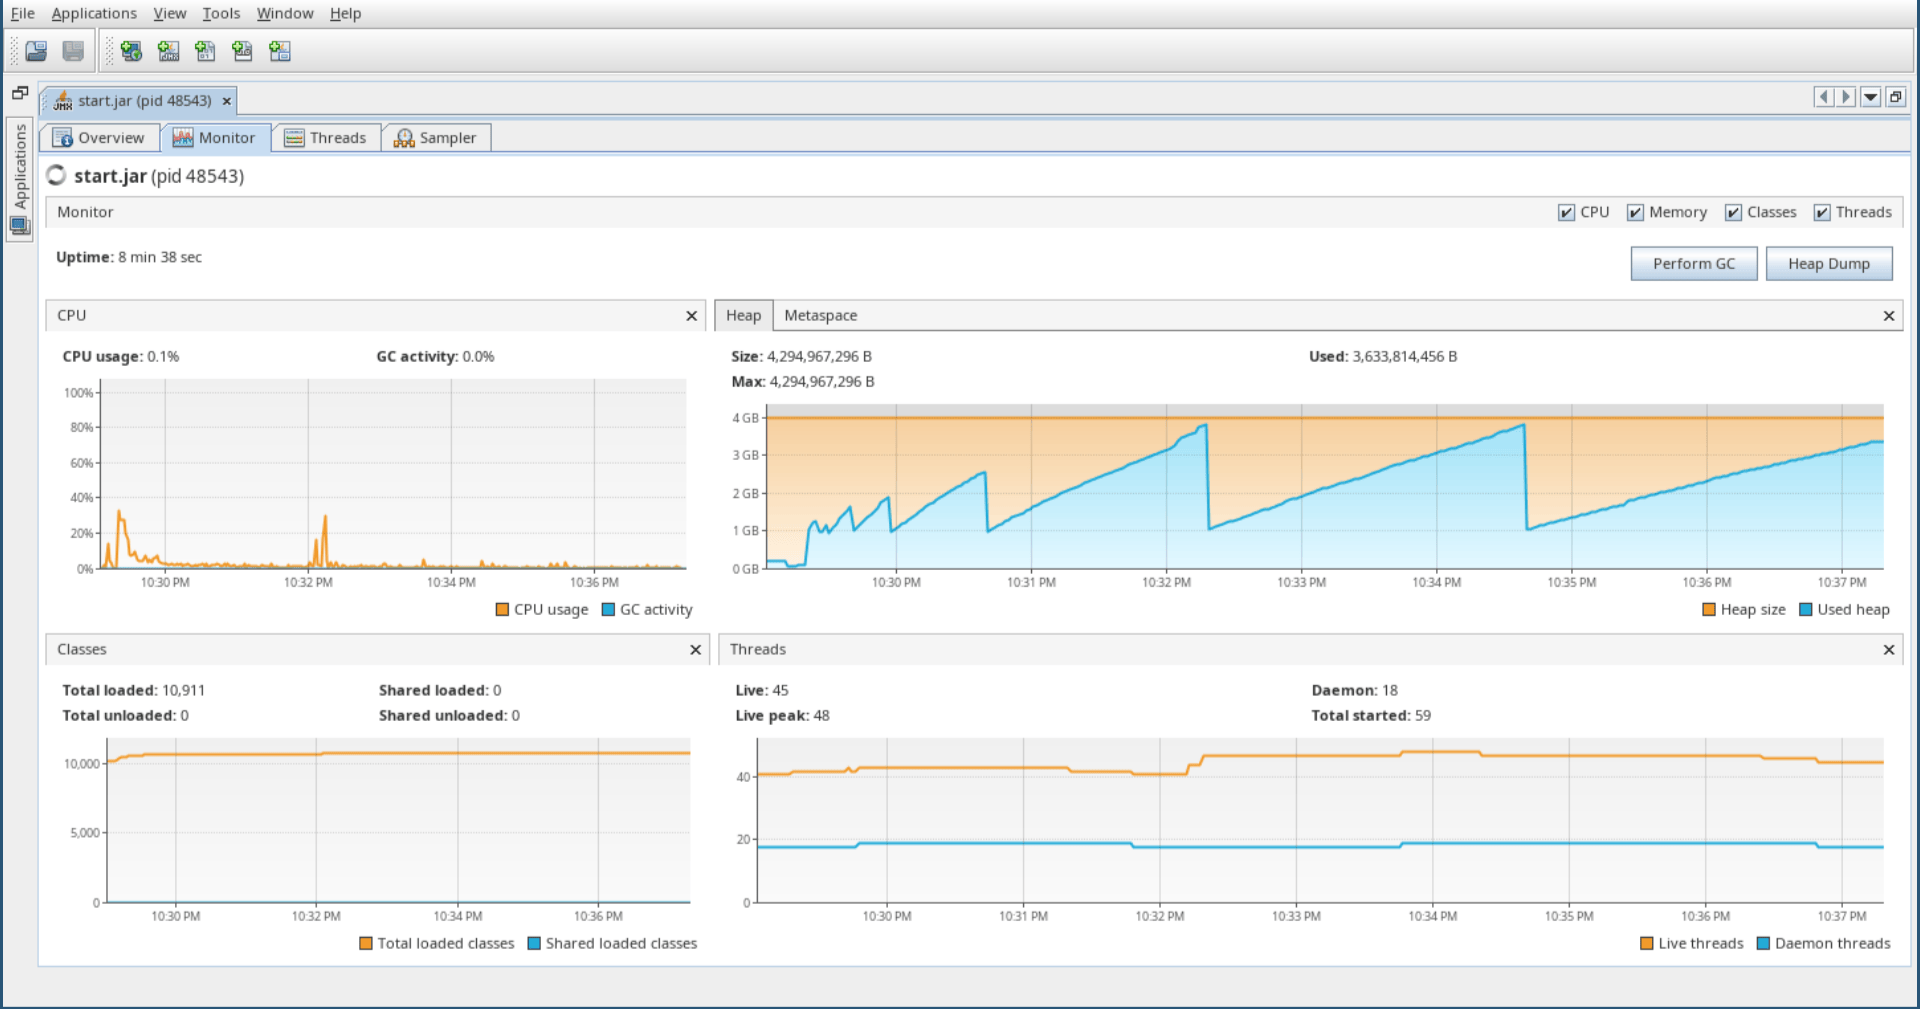 File Applications View Tools Window Help
start.jar (pid 48543)
Applications
Overview Monitor Threads Sampler
start.jar (pid 48543)
Monitor CPU Memory Classes Threads
Uptime: 8 min 38 sec Perform GC Heap Dump
CPU
CPU usage: 0.1% GC activity: 0.0%
100%
80%
60%
40%
20%
0%
10:30 PM 10:32 PM 10:34 PM 10:36 PM
CPU usage GC activity
Heap Metaspace
Size: 4,294,967,296 B Used: 3,633,814,456 B
Max: 4,294,967,296 B
4 GB
3 GB
2 GB
1 GB
0 GB
10:30 PM 10:31 PM 10:32 PM 10:33 PM 10:34 PM 10:35 PM 10:36 PM 10:37 PM
Heap size Used heap
Classes
Total loaded: 10,911 Shared loaded: 0
Total unloaded: 0 Shared unloaded: 0
10,000
5,000
0
10:30 PM 10:32 PM 10:34 PM 10:36 PM
Total loaded classes Shared loaded classes
Threads
Live: 45 Daemon: 18
Live peak: 48 Total started: 59
40
20
0
10:30 PM 10:31 PM 10:32 PM 10:33 PM 10:34 PM 10:35 PM 10:36 PM 10:37 PM
Live threads Daemon threads